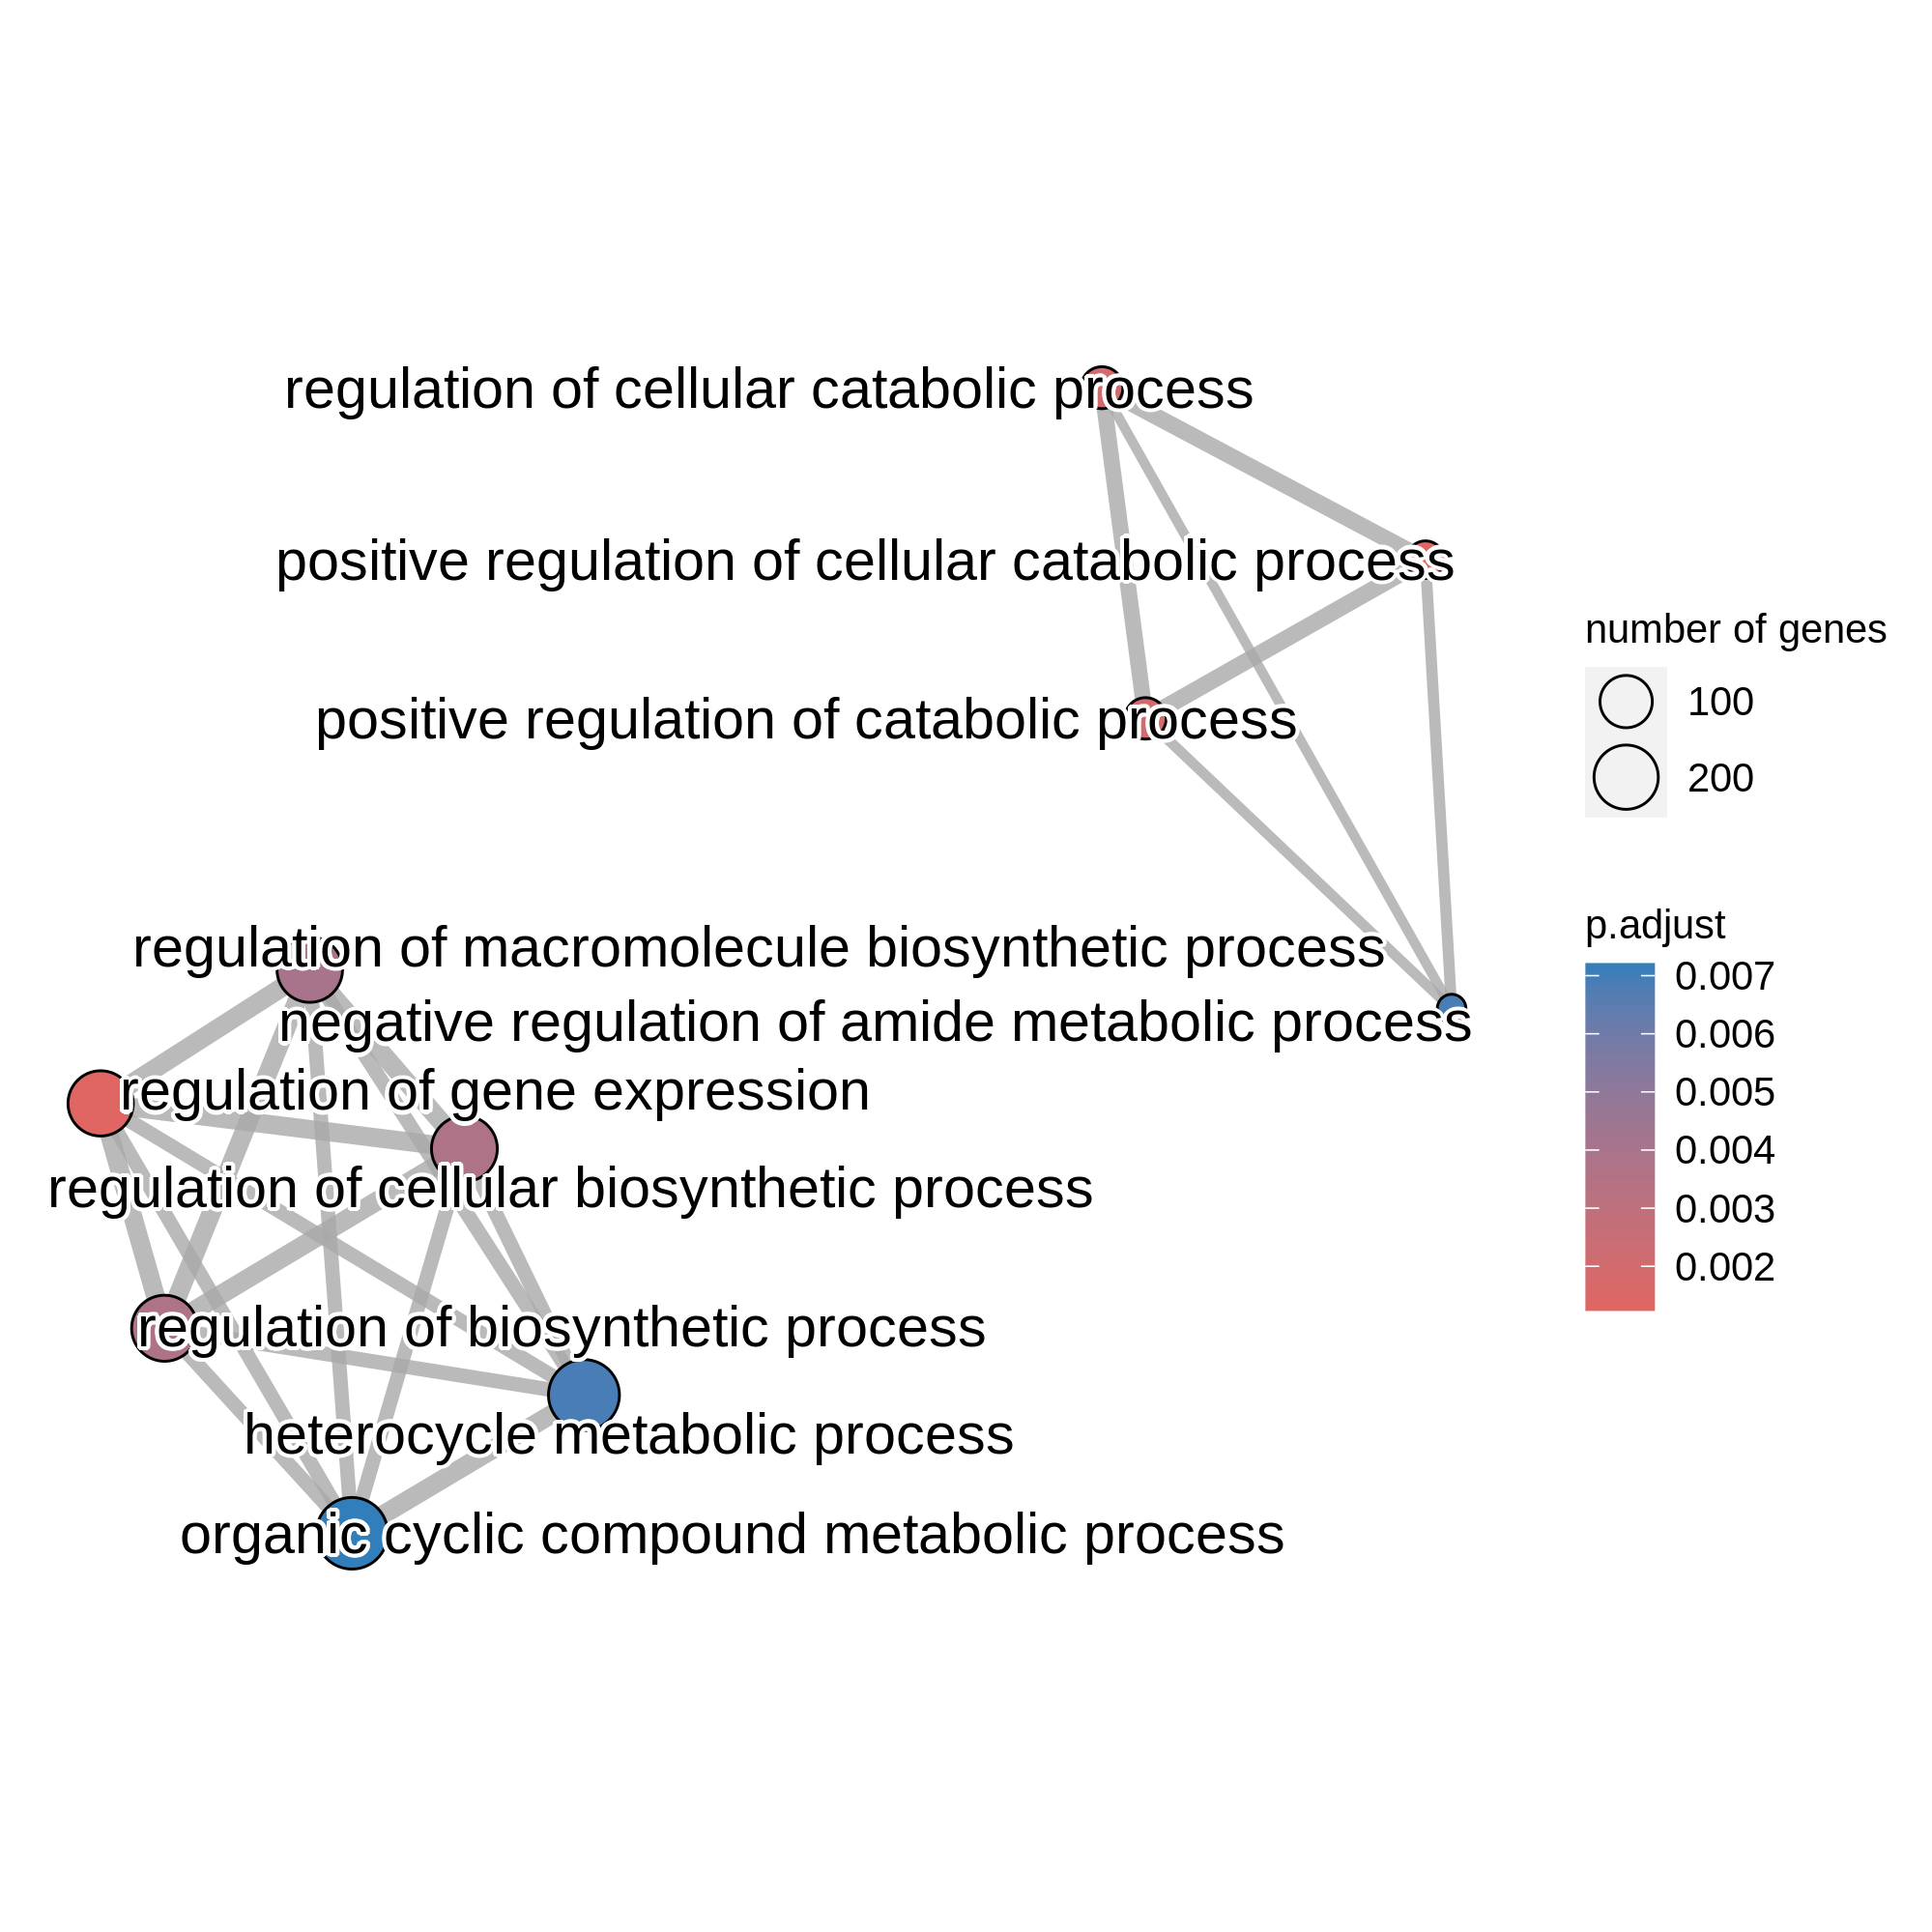 regulation of cellular catabolic process
positive regulation of cellular catabolic process
positive regulation of catabolic process
regulation of macromolecule biosynthetic process
negative regulation of amide metabolic process
regulation of gene expression
regulation of cellular biosynthetic process
regulation of biosynthetic process
heterocycle metabolic process
organic cyclic compound metabolic process
number of genes
100
200
p.adjust
0.007
0.006
0.005
0.004
0.003
0.002